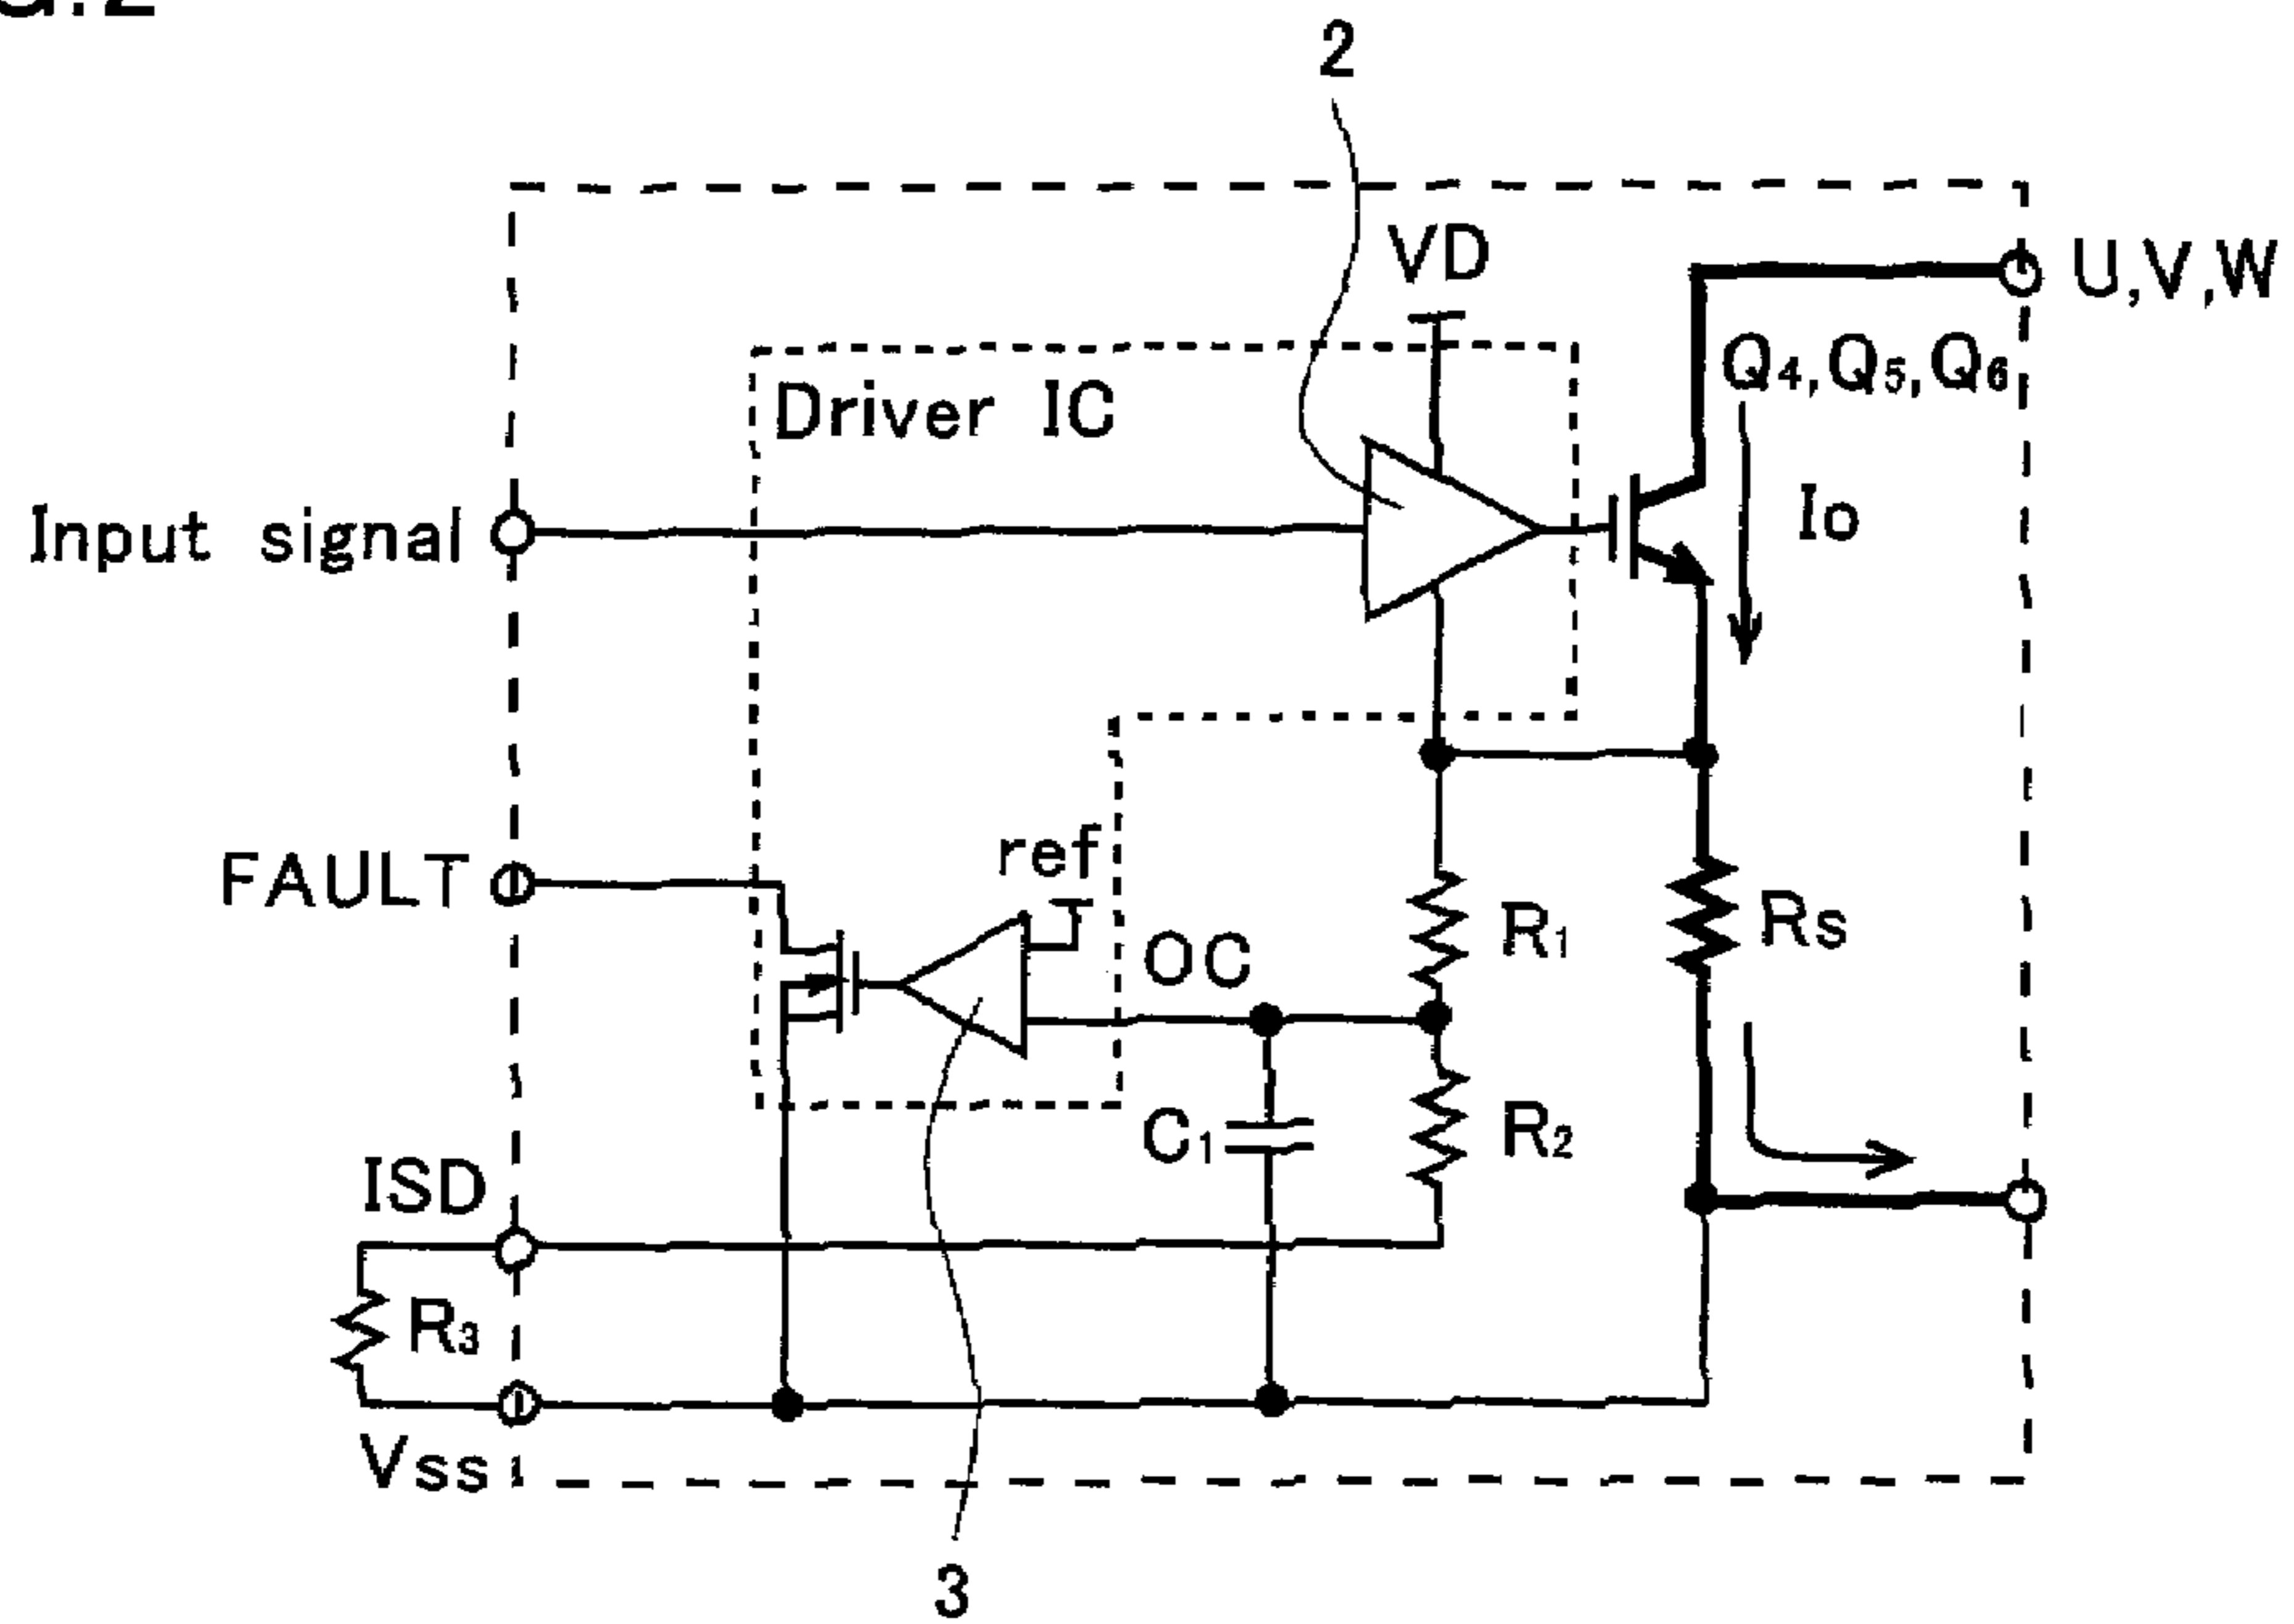 2
VD
U,V,W
Driver IC
Q4,Q5,Q6
Input signal
Io
FAULT
ref
OC
R1
Rs
C1
R2
ISD
R3
Vss
3